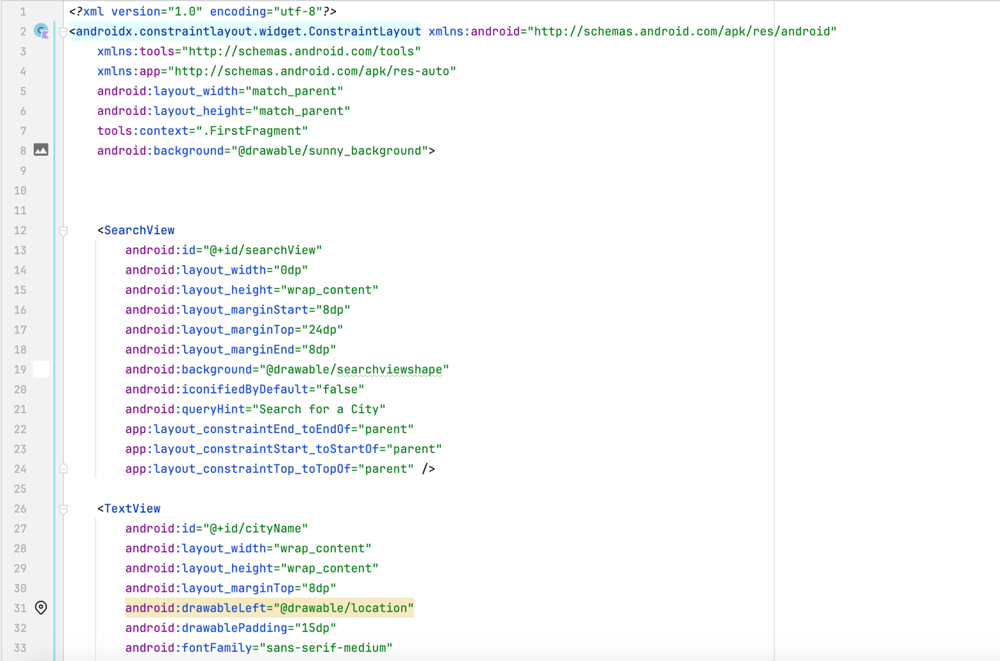 1 <?xml version="1.0" encoding="utf-8"?>
2 <androidx.constraintlayout.widget.ConstraintLayout xmlns:android="http://schemas.android.com/apk/res/android"
3 xmlns:tools="http://schemas.android.com/tools"
4 xmlns:app="http://schemas.android.com/apk/res-auto"
5 android:layout_width="match_parent"
6 android:layout_height="match_parent"
7 tools:context=".FirstFragment"
8 android:background="@drawable/sunny_background">
9
10
11
12 <SearchView
13 android:id="@+id/searchView"
14 android:layout_width="0dp"
15 android:layout_height="wrap_content"
16 android:layout_marginStart="8dp"
17 android:layout_marginTop="24dp"
18 android:layout_marginEnd="8dp"
19 android:background="@drawable/searchviewshape"
20 android:iconifiedByDefault="false"
21 android:queryHint="Search for a City"
22 app:layout_constraintEnd_toEndOf="parent"
23 app:layout_constraintStart_toStartOf="parent"
24 app:layout_constraintTop_toTopOf="parent" />
25
26 <TextView
27 android:id="@+id/cityName"
28 android:layout_width="wrap_content"
29 android:layout_height="wrap_content"
30 android:layout_marginTop="8dp"
31 android:drawableLeft="@drawable/location"
32 android:drawablePadding="15dp"
33 android:fontFamily="sans-serif-medium"